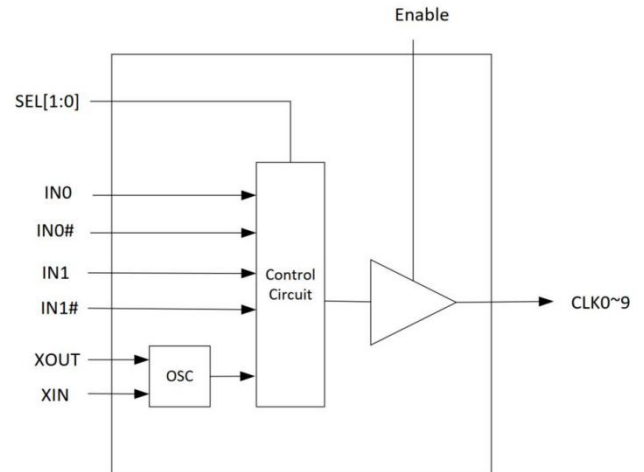 Enable
SEL[1:0]
IN0
IN0#
IN1
IN1#
Control
Circuit
CLK0~9
XOUT
OSC
XIN